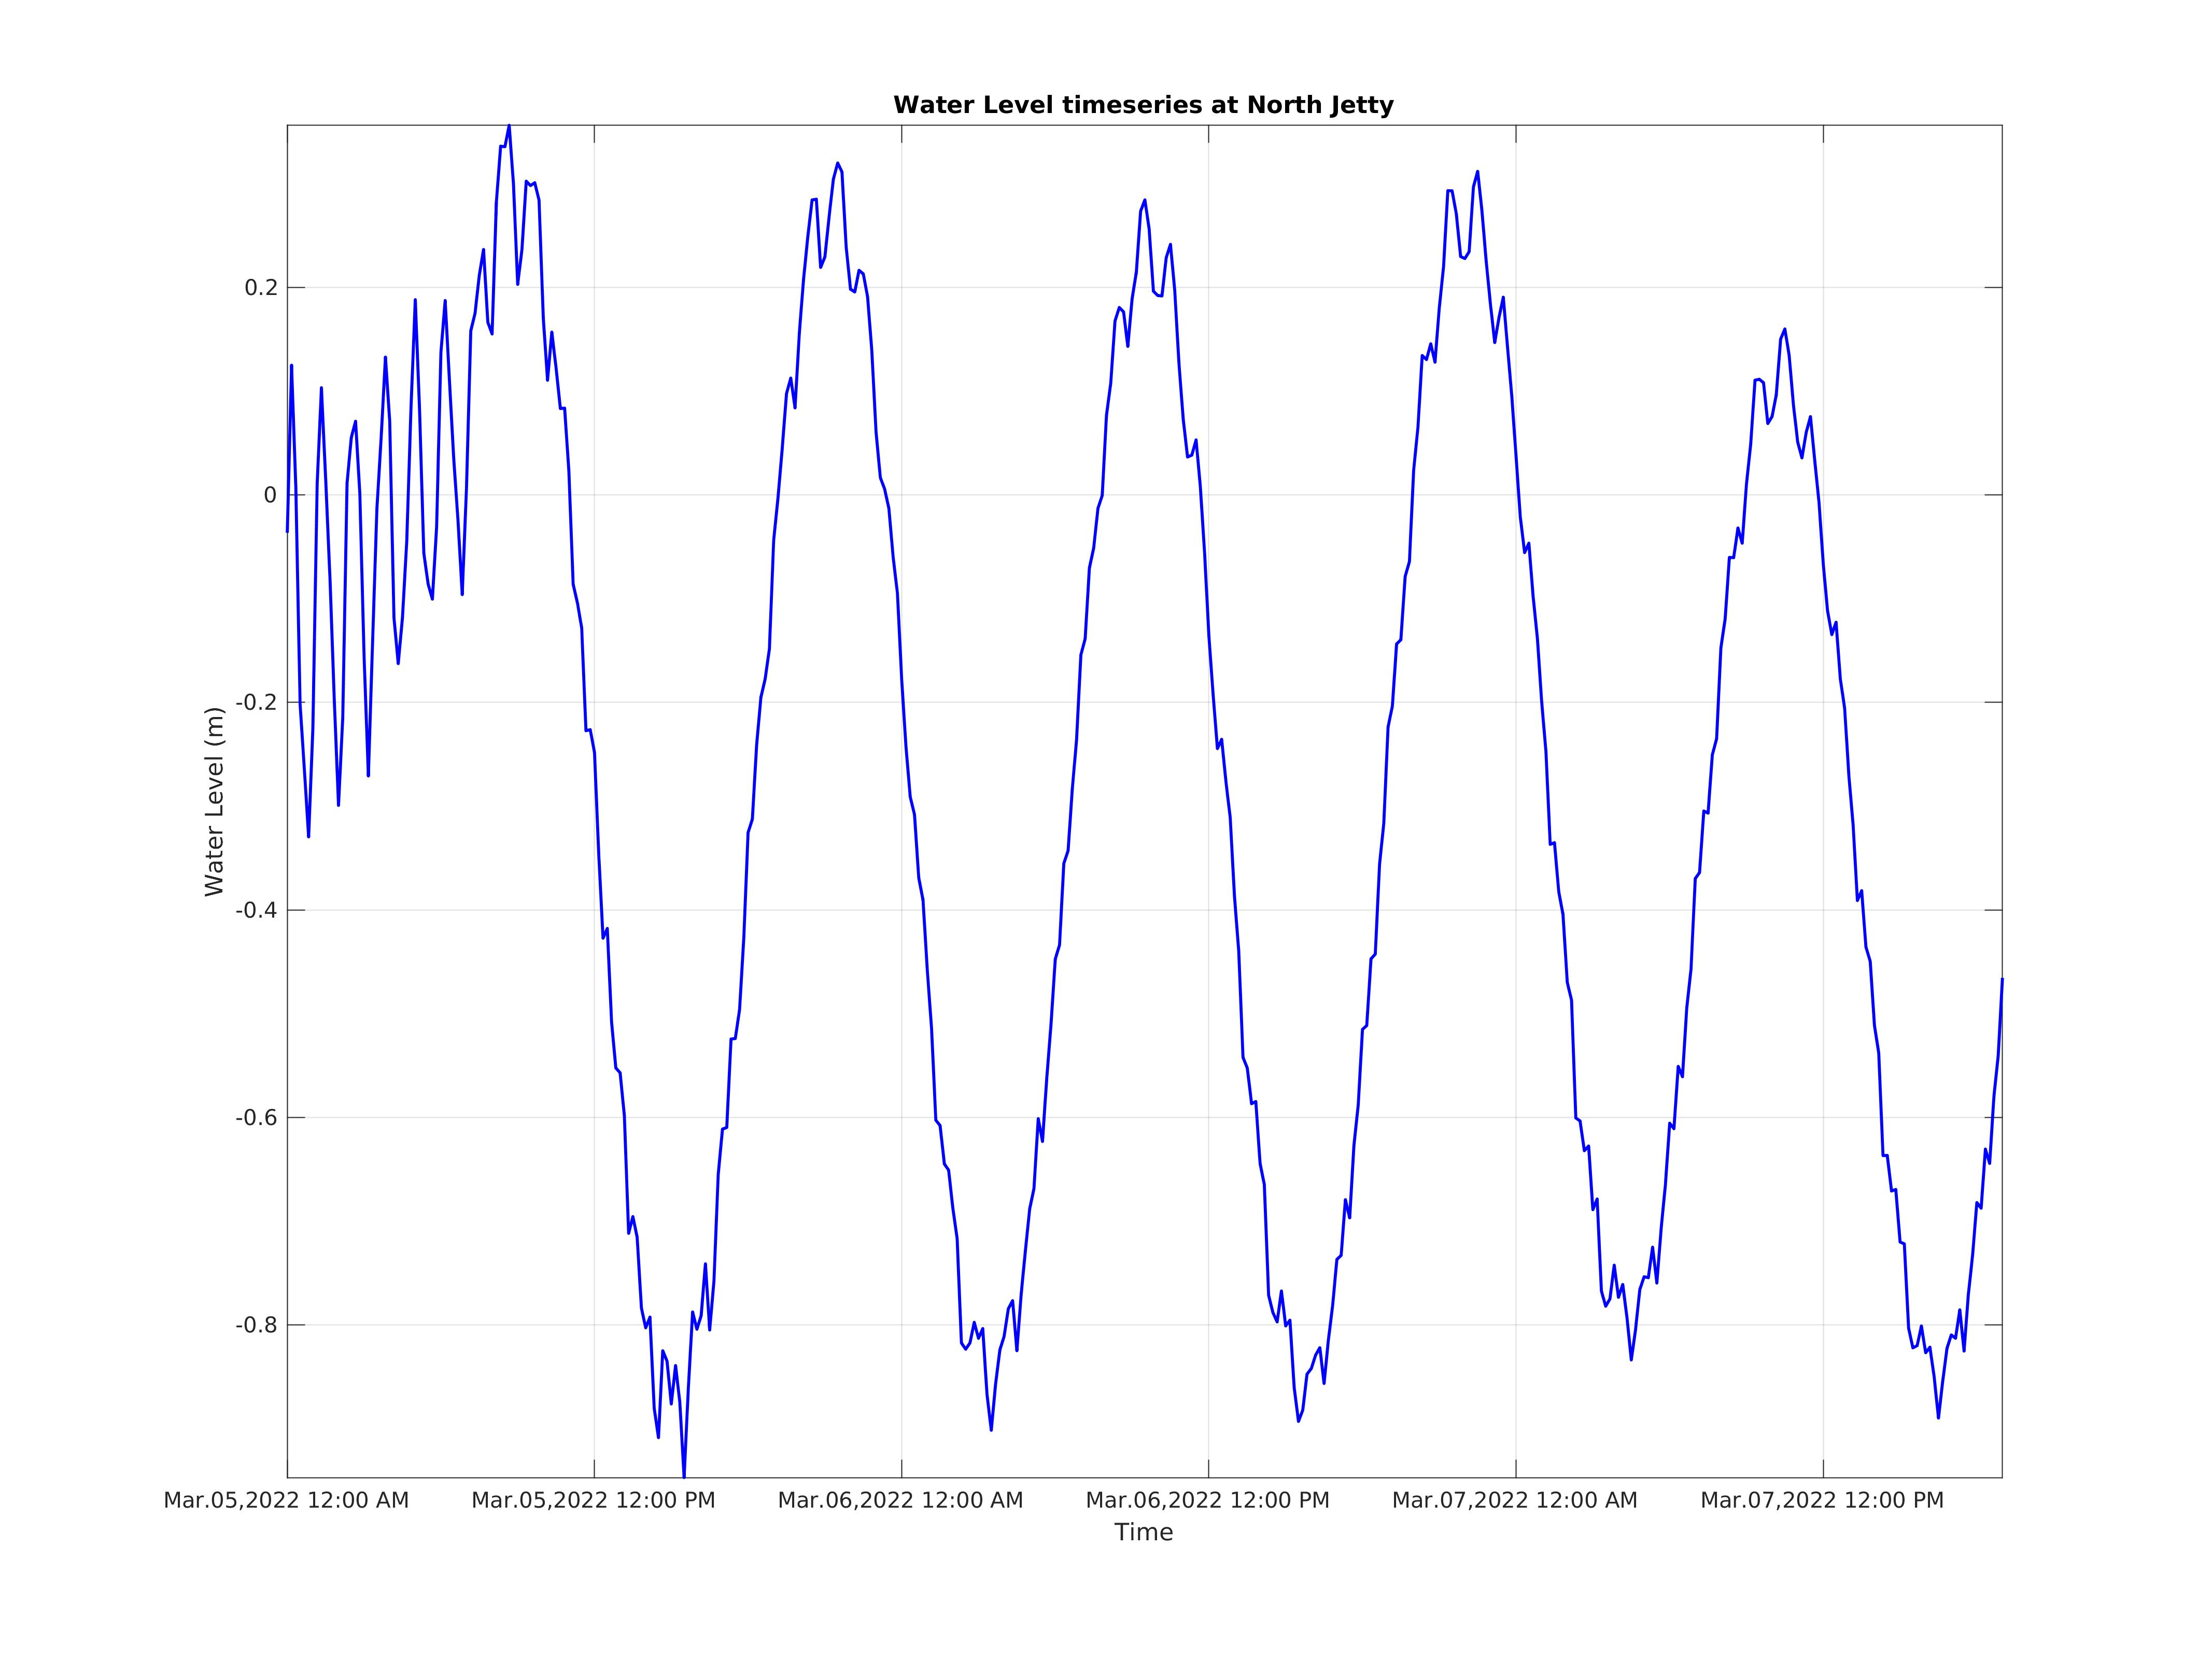 Water Level timeseries at North Jetty
0.2
0
-0.2
-0.4
-0.6
-0.8
Water Level (m)
Mar.05,2022 12:00 AM Mar.05,2022 12:00 PM Mar.06,2022 12:00 AM Mar.06,2022 12:00 PM Mar.07,2022 12:00 AM Mar.07,2022 12:00 PM
Time